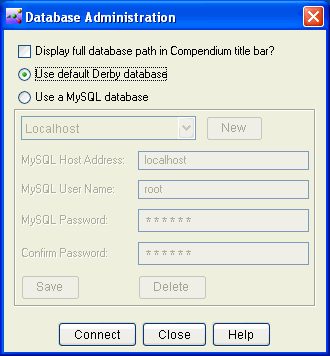 Database Administration
Display full database path in Compendium title bar?
Use default Derby database
Use a MySQL database
Localhost New
MySQL Host Address: localhost
MySQL User Name: root
MySQL Password: ******
Confirm Password: ******
Save Delete
Connect Close Help